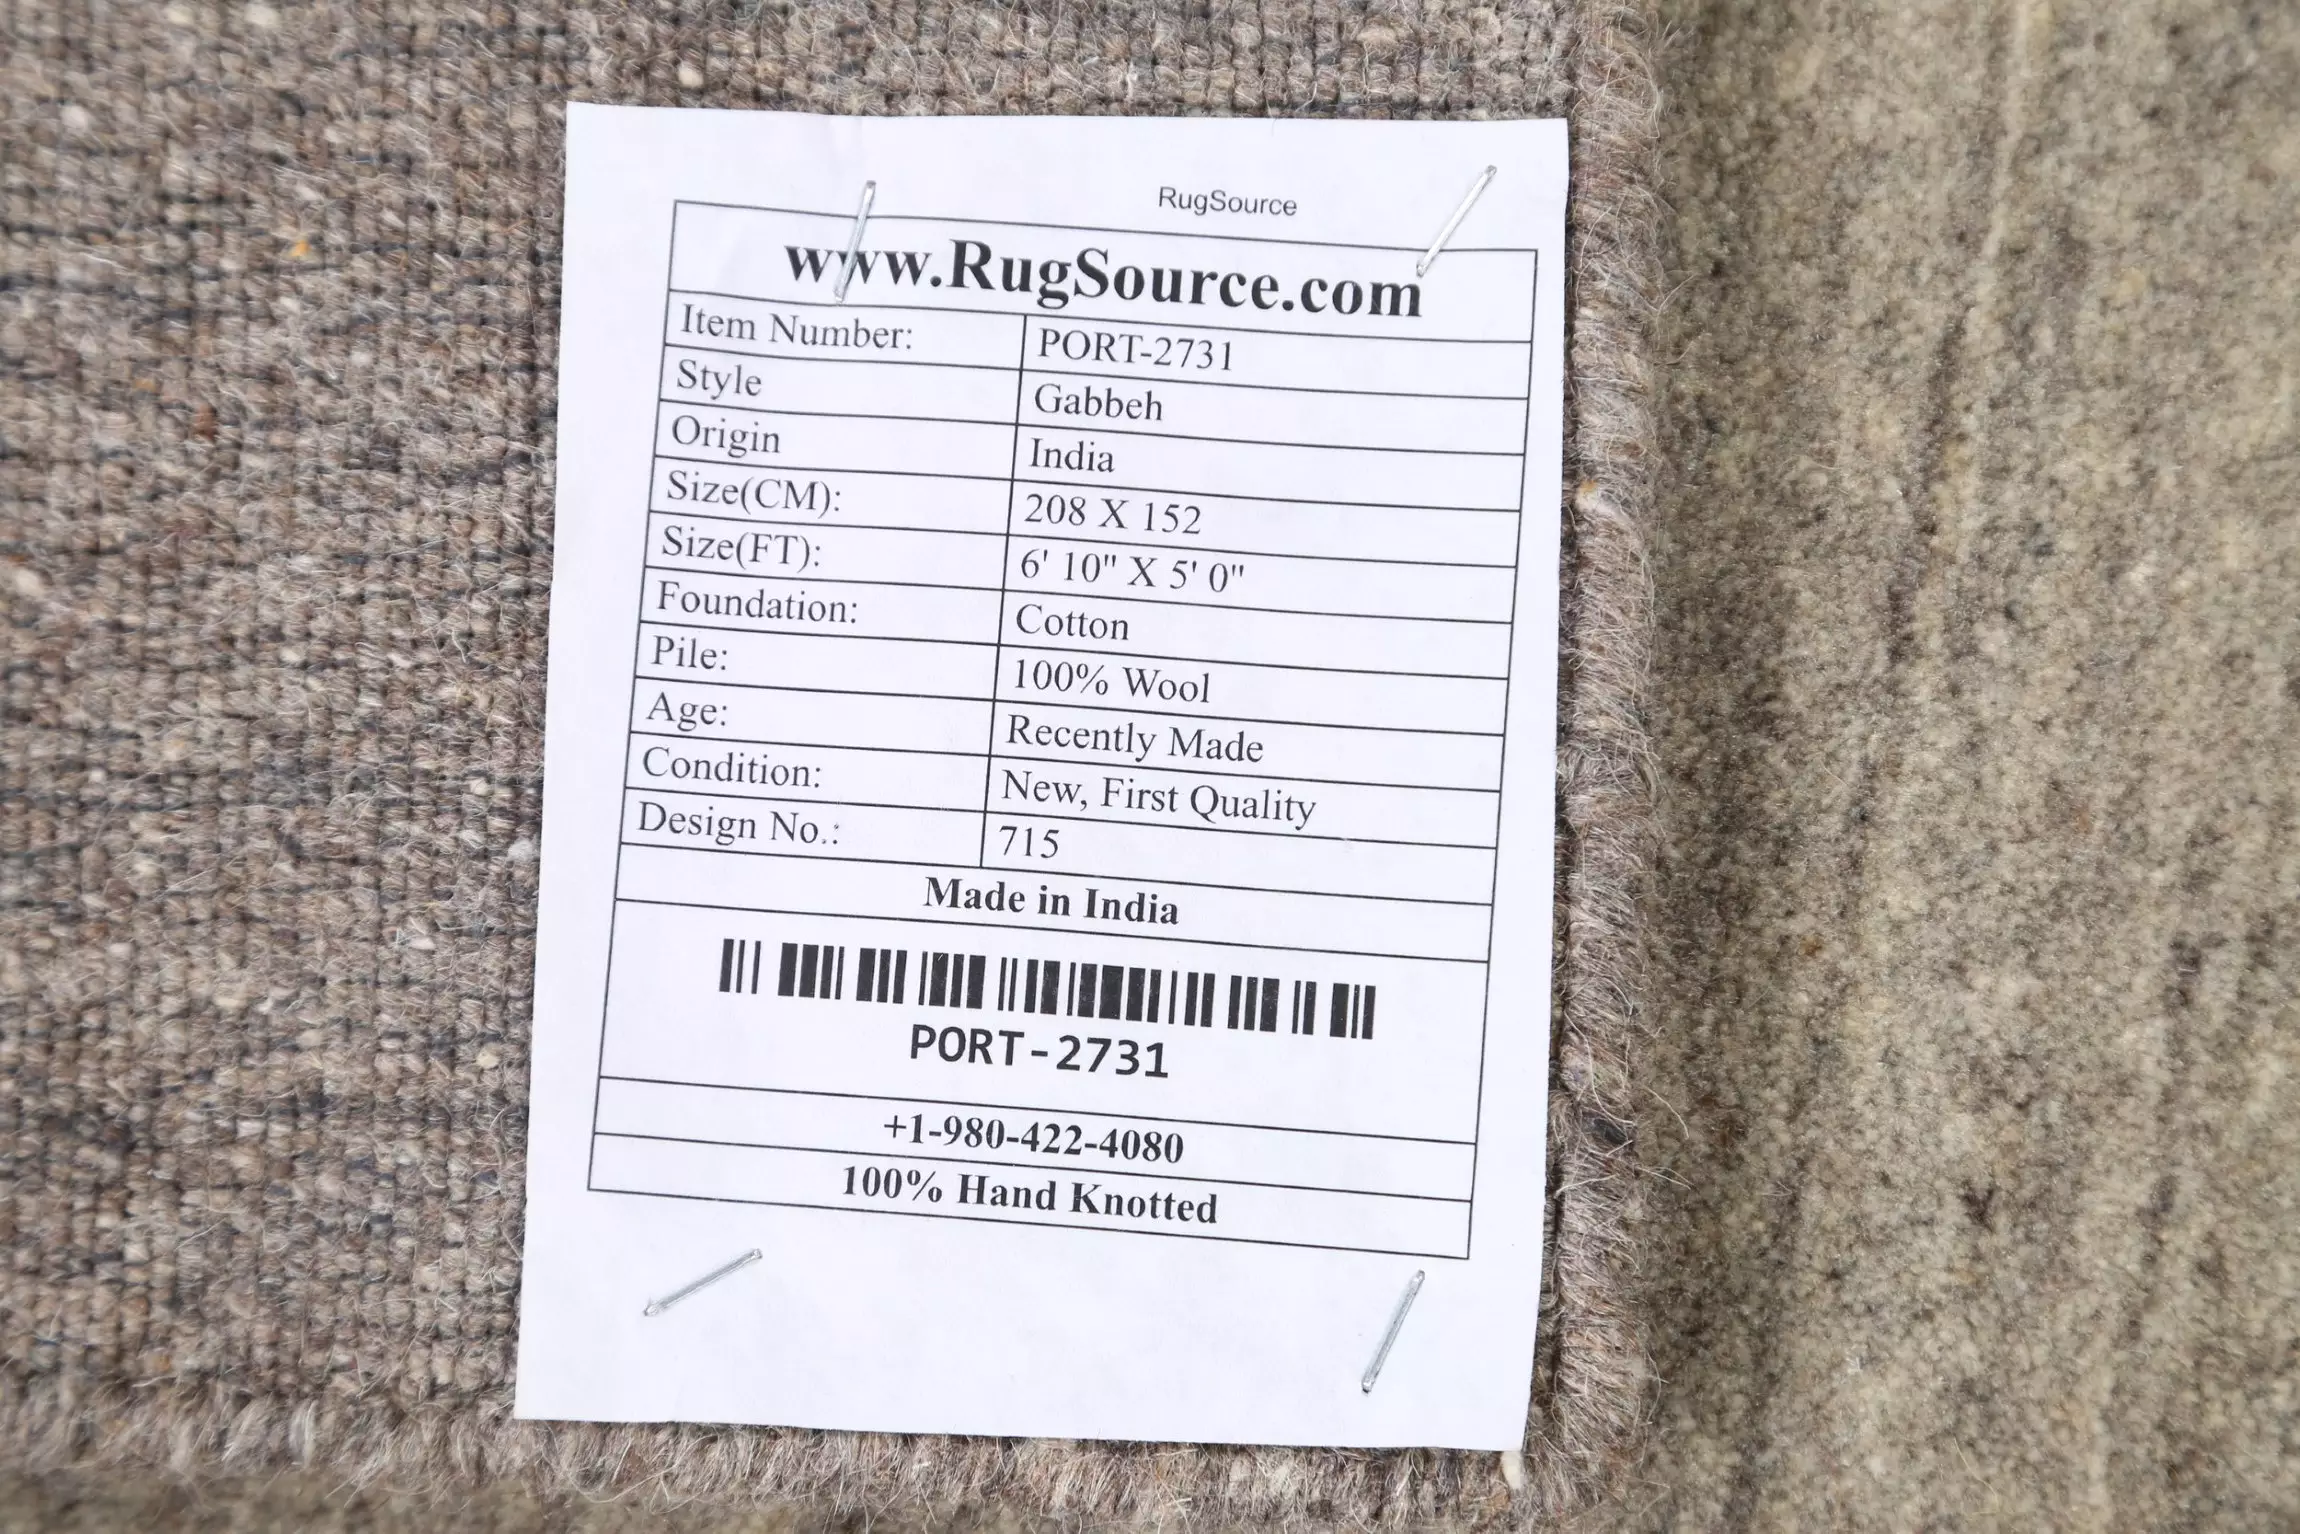 RugSource
www.RugSource.com
Item Number: PORT-2731
Style Gabbeh
Origin India
Size(CM): 208 X 152
Size(FT): 6' 10" X 5' 0"
Foundation: Cotton
Pile: 100% Wool
Age: Recently Made
Condition: New, First Quality
Design No.: 715
Made in India
PORT-2731
+1-980-422-4080
100% Hand Knotted